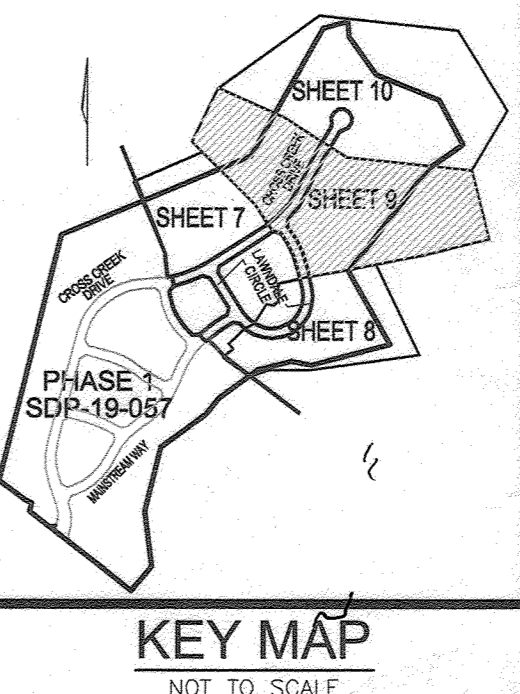 SHEET 10
CROSS CREEK
DRIVE
SHEET 9
SHEET 7
LAWNDALE
CIRCLE
CROSS CREEK
DRIVE
SHEET 8
PHASE 1
SDP-19-057
MAINSTREAM WAY
KEY MAP
NOT TO SCALE